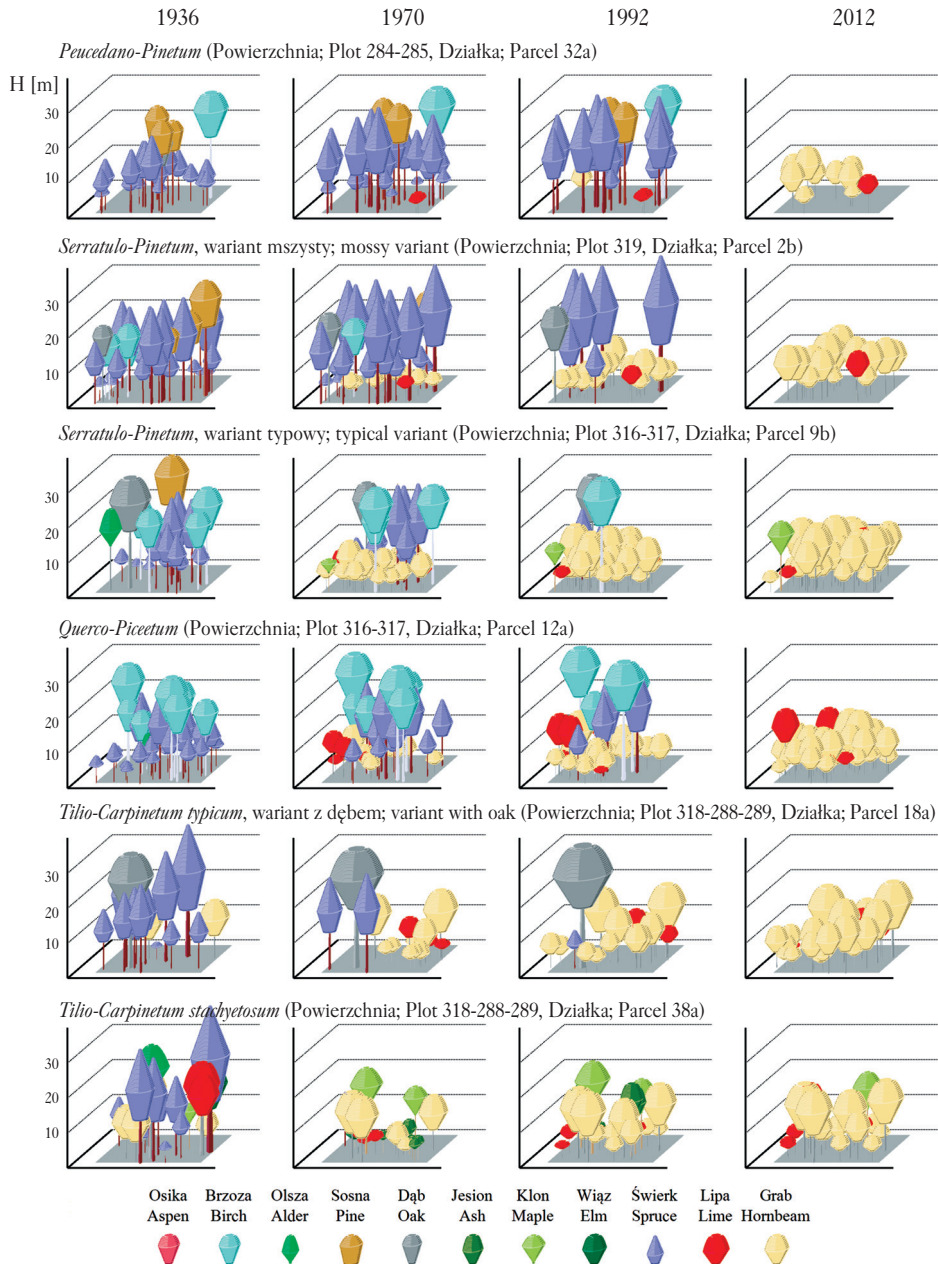 1936 1970 1992 2012
Peucedano-Pinetum (Powierzchnia; Plot 284-285, Działka; Parcel 32a)
H [m]
30
20
10
Serratulo-Pinetum, wariant mszysty; mossy variant (Powierzchnia; Plot 319, Działka; Parcel 2b)
30
20
10
Serratulo-Pinetum, wariant typowy; typical variant (Powierzchnia; Plot 316-317, Działka; Parcel 9b)
30
20
10
Querco-Piceetum (Powierzchnia; Plot 316-317, Działka; Parcel 12a)
30
20
10
Tilio-Carpinetum typicum, wariant z dębem; variant with oak (Powierzchnia; Plot 318-288-289, Działka; Parcel 18a)
30
20
10
Tilio-Carpinetum stachyetosum (Powierzchnia; Plot 318-288-289, Działka; Parcel 38a)
30
20
10
Osika Brzoza Olsza Sosna Dąb Jesion Klon Wiąz Świerk Lipa Grab
Aspen Birch Alder Pine Oak Ash Maple Elm Spruce Lime Hornbeam